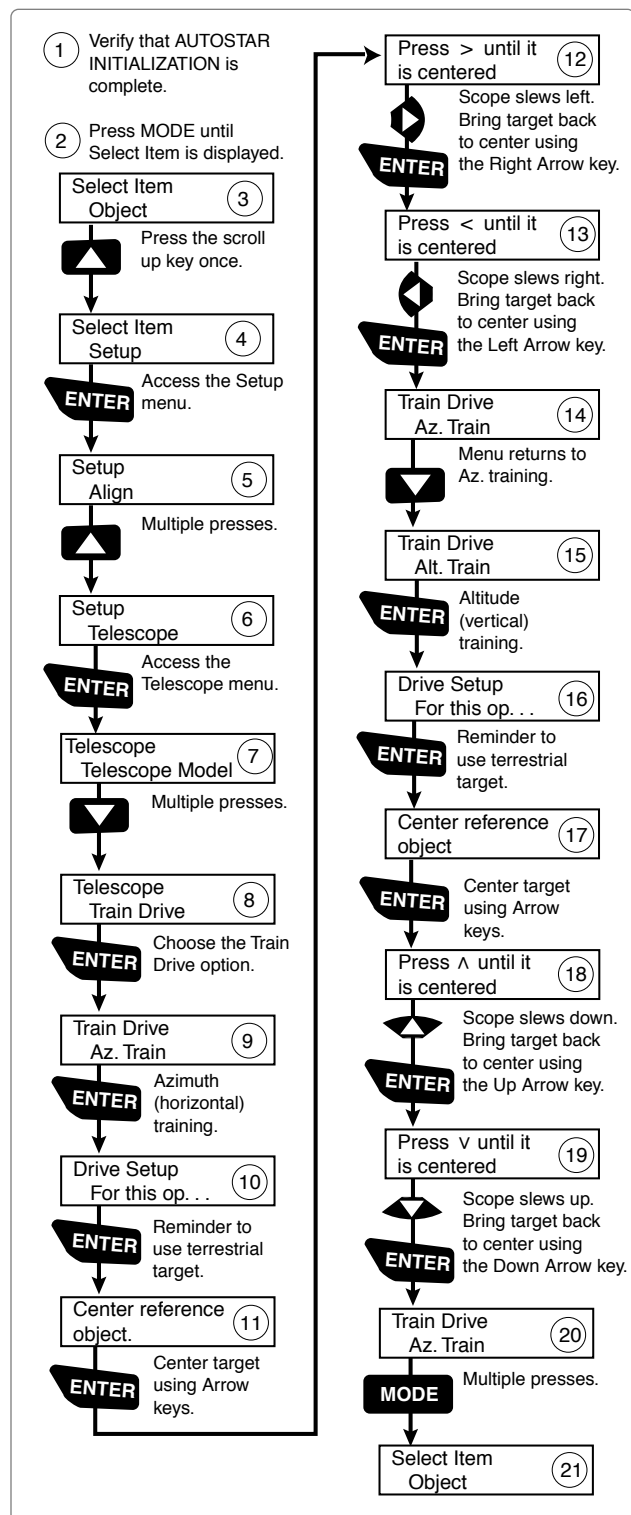 1
Verify that AUTOSTAR
INITIALIZATION is
complete.
2
Press MODE until
Select Item is displayed.
Select Item
Object
3
Press the scroll
up key once.
Select Item
Setup
4
ENTER
Access the Setup
menu.
Setup
Align
5
Multiple presses.
Setup
Telescope
6
ENTER
Access the
Telescope menu.
Telescope
Telescope Model
7
Multiple presses.
Telescope
Train Drive
8
ENTER
Choose the Train
Drive option.
Train Drive
Az. Train
9
ENTER
Azimuth
(horizontal)
training.
Drive Setup
For this op. . .
10
ENTER
Reminder to
use terrestrial
target.
Center reference
object.
11
ENTER
Center target
using Arrow
keys.
Press > until it
is centered
12
Scope slews left.
Bring target back
to center using
the Right Arrow key.
ENTER
Press < until it
is centered
13
Scope slews right.
Bring target back
to center using
the Left Arrow key.
ENTER
Train Drive
Az. Train
14
Menu returns to
Az. training.
Train Drive
Alt. Train
15
ENTER
Altitude
(vertical)
training.
Drive Setup
For this op. . .
16
ENTER
Reminder to
use terrestrial
target.
Center reference
object
17
ENTER
Center target
using Arrow
keys.
Press ∧ until it
is centered
18
Scope slews down.
Bring target back
to center using
the Up Arrow key.
ENTER
Press ∨ until it
is centered
19
Scope slews up.
Bring target back
to center using
the Down Arrow key.
ENTER
Train Drive
Az. Train
20
MODE
Multiple presses.
Select Item
Object
21